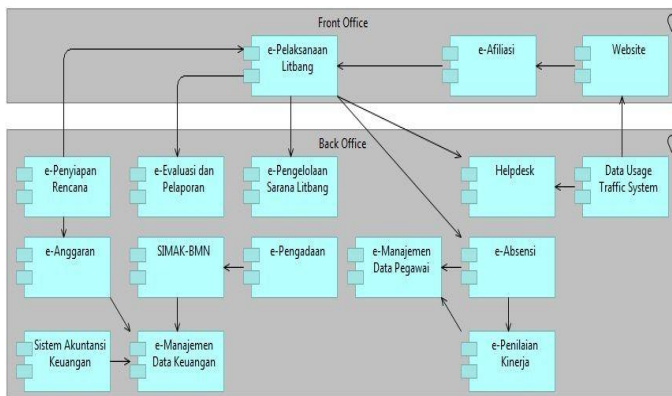 Front Office
e-Pelaksanaan
Litbang
e-Afiliasi
Website
Back Office
e-Penyiapan
Rencana
e-Evaluasi dan
Pelaporan
e-Pengelolaan
Sarana Litbang
Helpdesk
Data Usage
Traffic System
e-Anggaran
SIMAK-BMN
e-Pengadaan
e-Manajemen
Data Pegawai
e-Absensi
Sistem Akuntansi
Keuangan
e-Manajemen
Data Keuangan
e-Penilaian
Kinerja